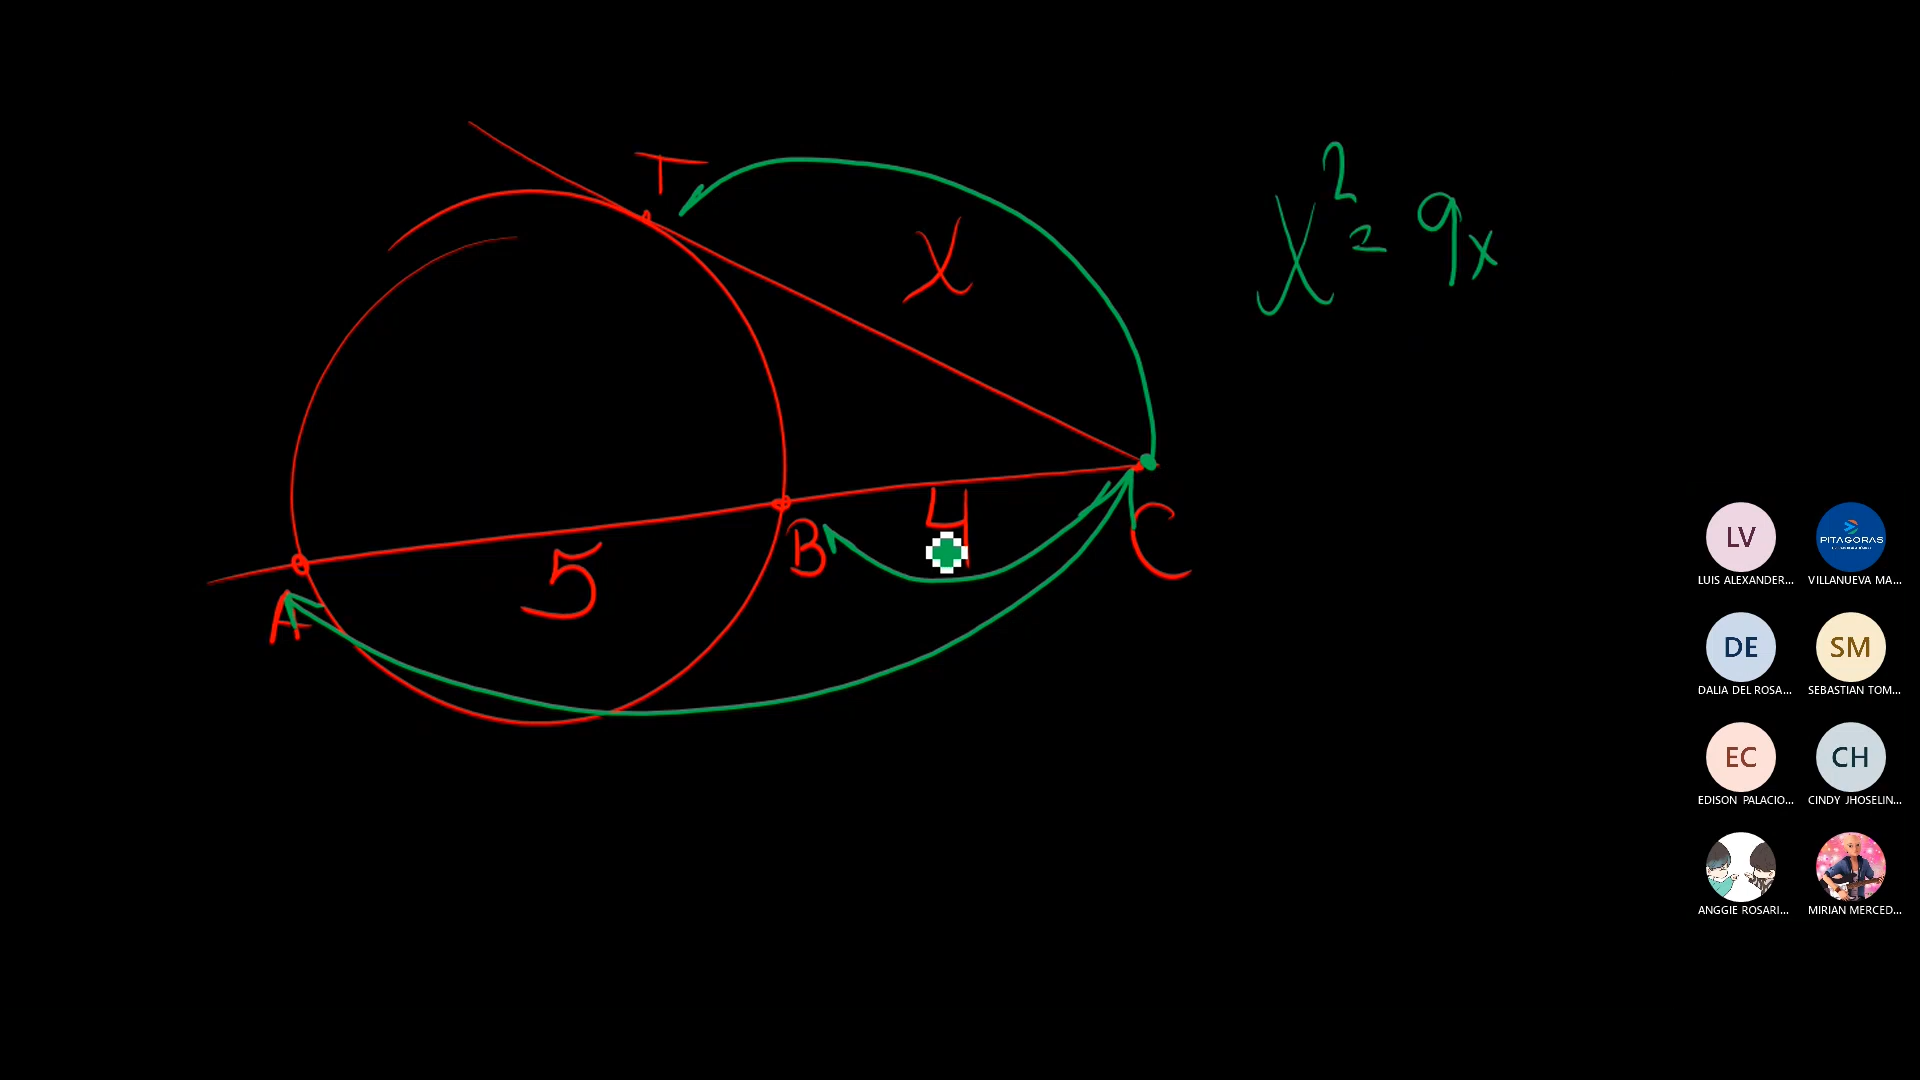 T
X
X² = 9x
4
B
C
5
A
LV
LUIS ALEXANDER...
PITAGORAS
VILLANUEVA MA...
DE
DALIA DEL ROSA...
SM
SEBASTIAN TOM...
EC
EDISON PALACIO...
CH
CINDY JHOSELIN...
ANGGIE ROSARI...
MIRIAN MERCED...